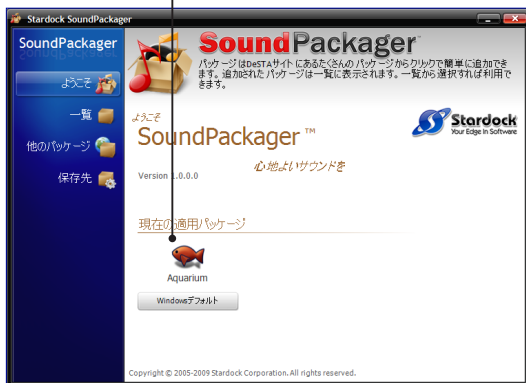 Stardock SoundPackager
SoundPackager
SoundPackager™
パッケージはDeSTAサイトにあるたくさんのパッケージからクリックで簡単に追加でき
ます。追加されたパッケージは一覧に表示されます。一覧から選択すれば利用で
きます。
ようこそ
一覧
他のパッケージ
保存先
ようこそ
SoundPackager ™
心地よいサウンドを
Version 1.0.0.0
Stardock
Your Edge in Software
現在の適用パッケージ
Aquarium
Windowsデフォルト
Copyright © 2005-2009 Stardock Corporation. All rights reserved.